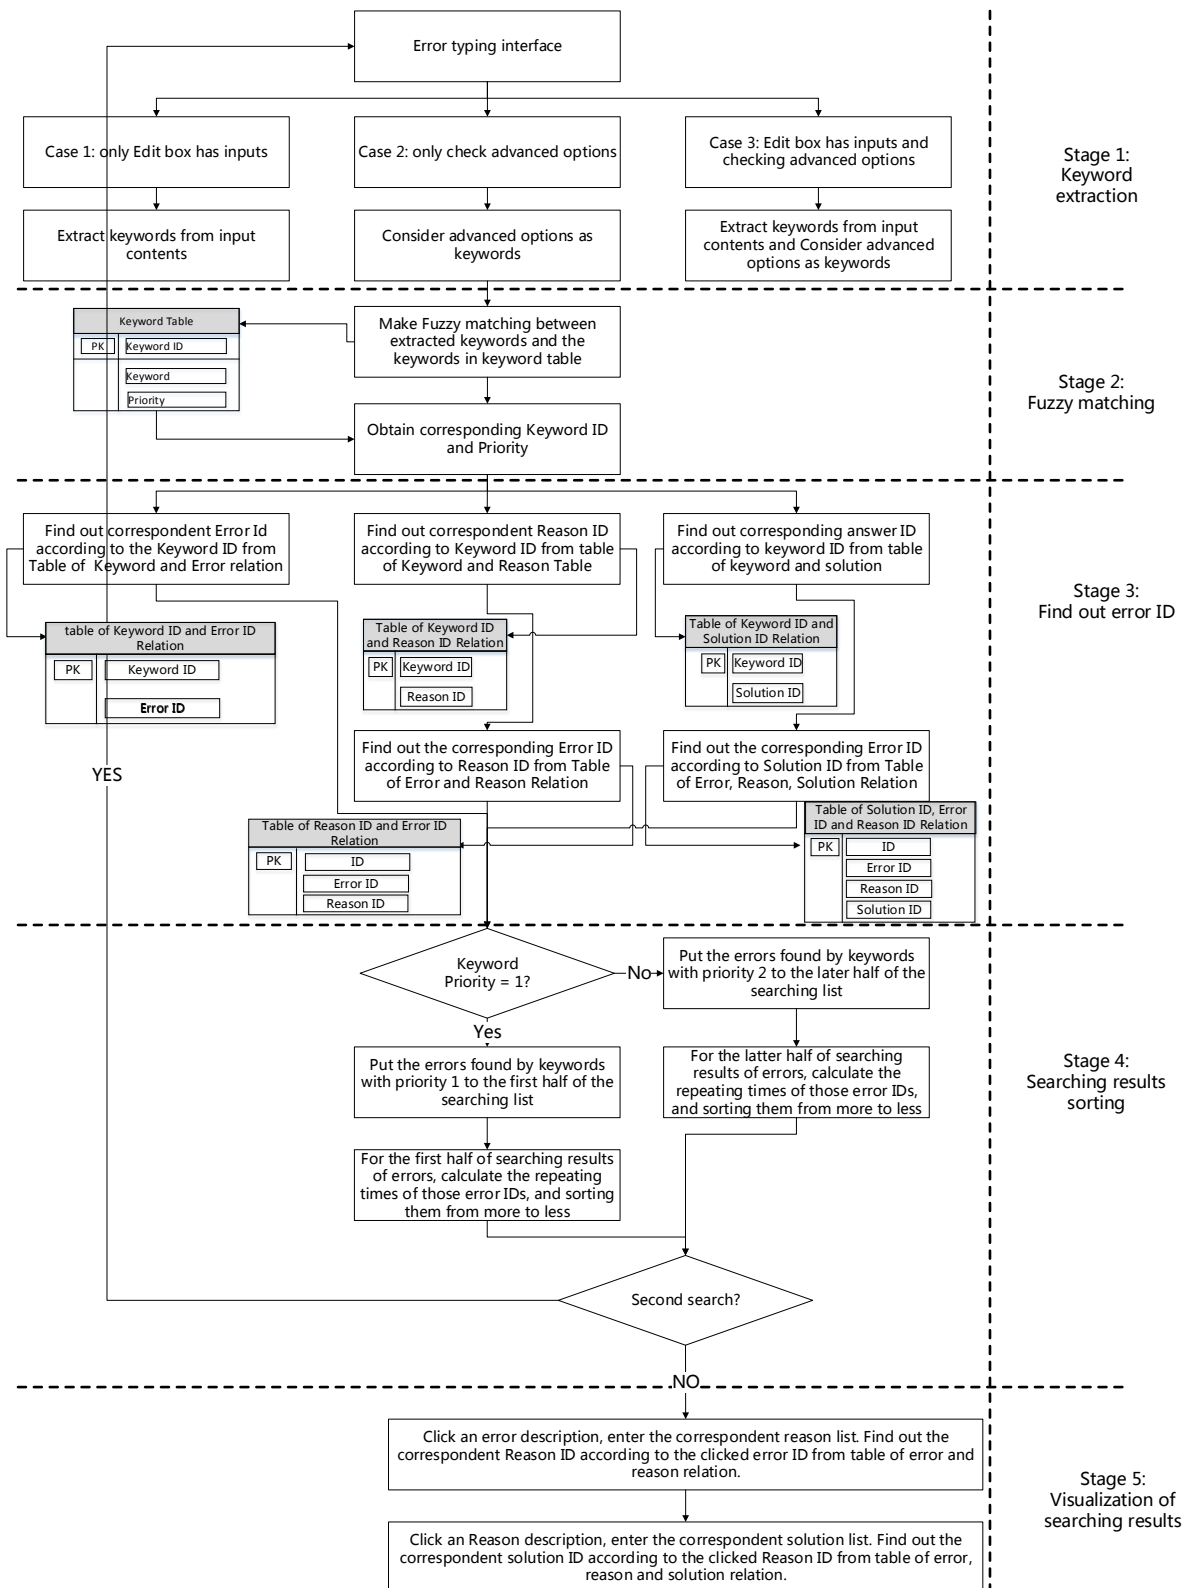 Error typing interface
Case 1: only Edit box has inputs
Case 2: only check advanced options
Case 3: Edit box has inputs and
checking advanced options
Stage 1:
Keyword
extraction
Extract keywords from input
contents
Consider advanced options as
keywords
Extract keywords from input
contents and Consider advanced
options as keywords
Keyword Table
PK
Keyword ID
Keyword
Priority
Make Fuzzy matching between
extracted keywords and the
keywords in keyword table
Stage 2:
Fuzzy matching
Obtain corresponding Keyword ID
and Priority
Find out correspondent Error Id
according to the Keyword ID from
Table of Keyword and Error relation
Find out correspondent Reason ID
according to Keyword ID from table
of Keyword and Reason Table
Find out corresponding answer ID
according to keyword ID from table
of keyword and solution
Stage 3:
Find out error ID
table of Keyword ID and Error ID
Relation
PK
Keyword ID
Error ID
Table of Keyword ID
and Reason ID Relation
PK
Keyword ID
Reason ID
Table of Keyword ID and
Solution ID Relation
PK
Keyword ID
Solution ID
YES
Find out the corresponding Error ID
according to Reason ID from Table
of Error and Reason Relation
Find out the corresponding Error ID
according to Solution ID from Table
of Error, Reason, Solution Relation
Table of Reason ID and Error ID
Relation
PK
ID
Error ID
Reason ID
Table of Solution ID, Error
ID and Reason ID Relation
PK
ID
Error ID
Reason ID
Solution ID
Keyword
Priority = 1?
No
Put the errors found by keywords
with priority 2 to the later half of the
searching list
Yes
Put the errors found by keywords
with priority 1 to the first half of the
searching list
For the latter half of searching
results of errors, calculate the
repeating times of those error IDs,
and sorting them from more to less
Stage 4:
Searching results
sorting
For the first half of searching results
of errors, calculate the repeating
times of those error IDs, and sorting
them from more to less
Second search?
NO
Click an error description, enter the correspondent reason list. Find out the
correspondent Reason ID according to the clicked error ID from table of error and
reason relation.
Stage 5:
Visualization of
searching results
Click an Reason description, enter the correspondent solution list. Find out the
correspondent solution ID according to the clicked Reason ID from table of error,
reason and solution relation.